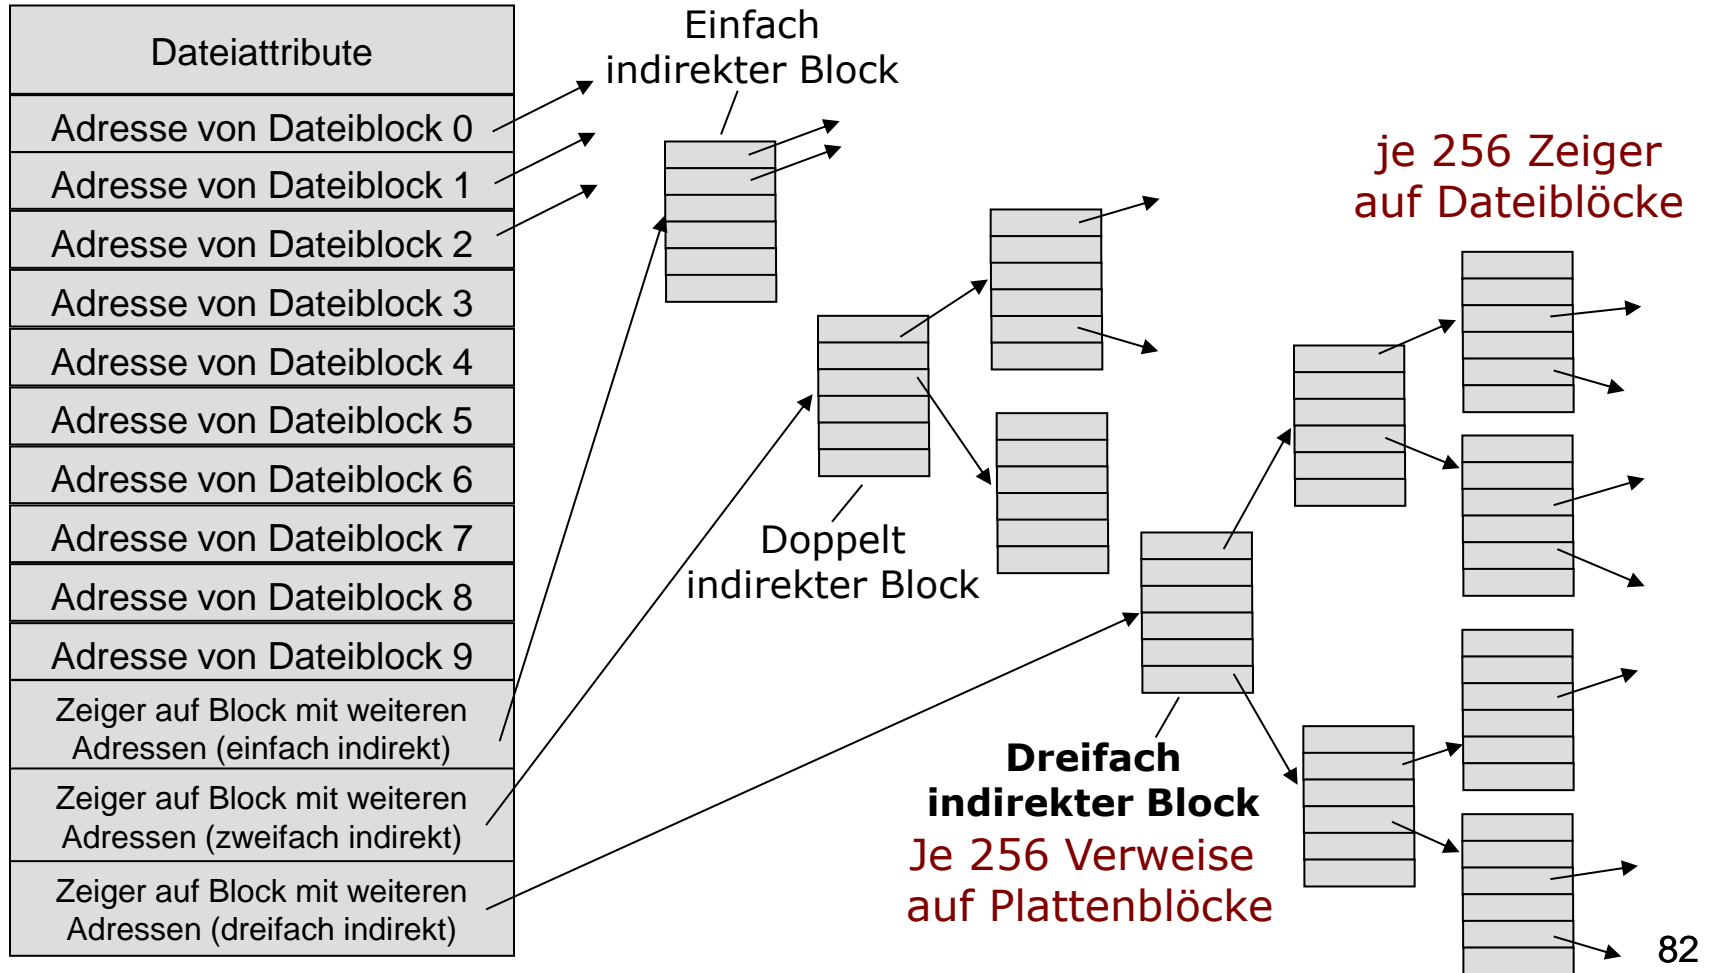 Dateiattribute
Adresse von Dateiblock 0
Adresse von Dateiblock 1
Adresse von Dateiblock 2
Adresse von Dateiblock 3
Adresse von Dateiblock 4
Adresse von Dateiblock 5
Adresse von Dateiblock 6
Adresse von Dateiblock 7
Adresse von Dateiblock 8
Adresse von Dateiblock 9
Zeiger auf Block mit weiteren
Adressen (einfach indirekt)
Zeiger auf Block mit weiteren
Adressen (zweifach indirekt)
Zeiger auf Block mit weiteren
Adressen (dreifach indirekt)
Einfach
indirekter Block
Doppelt
indirekter Block
Dreifach
indirekter Block
Je 256 Verweise
auf Plattenblöcke
je 256 Zeiger
auf Dateiblöcke
82